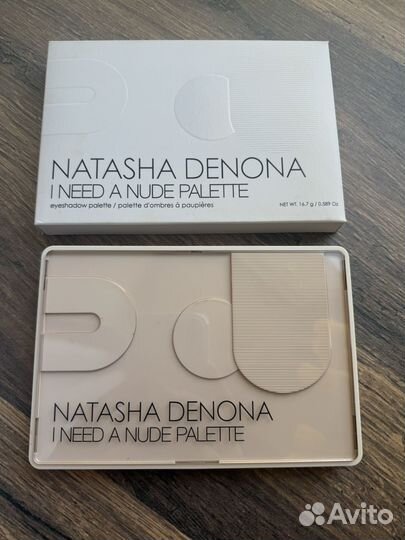 NATASHA DENONA
I NEED A NUDE PALETTE
eyeshadow palette / palette d'ombres à paupières
NET WT. 16.7 g / 0.589 Oz
NATASHA DENONA
I NEED A NUDE PALETTE
Avito